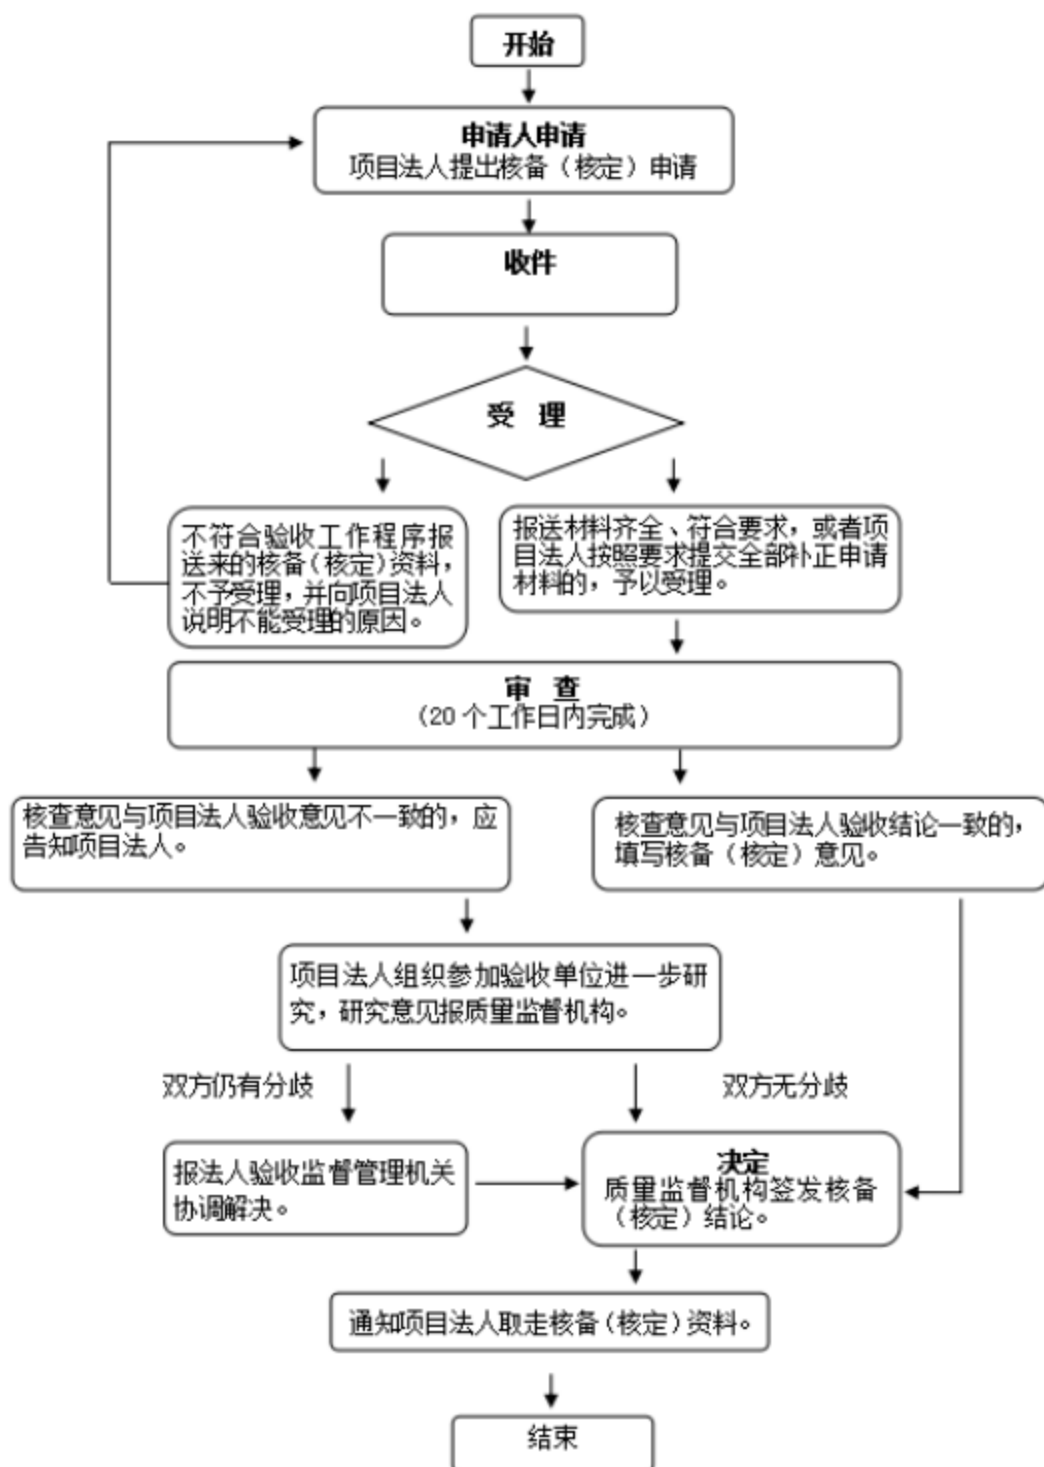 开始
申请人申请
项目法人提出核备（核定）申请
收件
受 理
不符合验收工作程序报
送来的核备(核定)资料，
不予受理，并向项目法人
说明不能受理的原因。
报送材料齐全、符合要求，或者项
目法人按照要求提交全部补正申请
材料的，予以受理。
审 查
（20 个工作日内完成）
核查意见与项目法人验收意见不一致的，应
告知项目法人。
核查意见与项目法人验收结论一致的，
填写核备（核定）意见。
项目法人组织参加验收单位进一步研
究，研究意见报质量监督机构。
双方仍有分歧
双方无分歧
报法人验收监督管理机关
协调解决。
决定
质量监督机构签发核备
（核定）结论。
通知项目法人取走核备(核定)资料。
结束